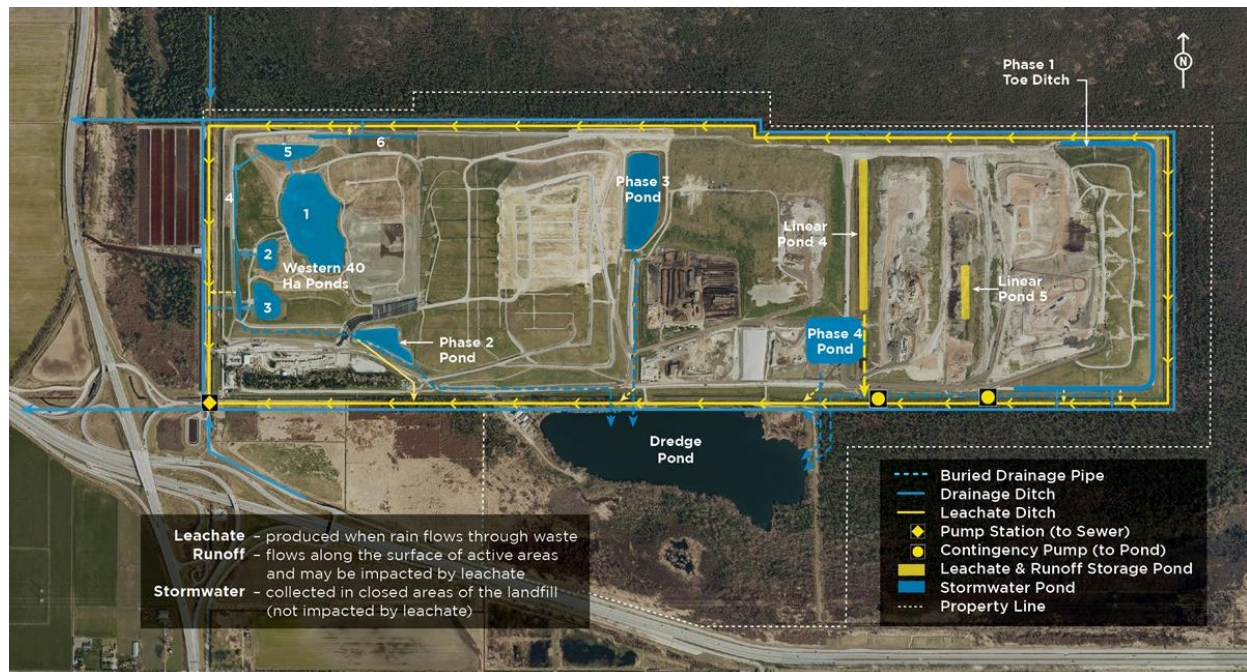 N
Phase 1
Toe Ditch
5
6
4
1
2
3
Western 40
Ha Ponds
Phase 2
Pond
Phase 3
Pond
Linear
Pond 4
Linear
Pond 5
Phase 4
Pond
Dredge
Pond
Leachate – produced when rain flows through waste
Runoff – flows along the surface of active areas
and may be impacted by leachate
Stormwater – collected in closed areas of the landfill
(not impacted by leachate)
Buried Drainage Pipe
Drainage Ditch
Leachate Ditch
Pump Station (to Sewer)
Contingency Pump (to Pond)
Leachate & Runoff Storage Pond
Stormwater Pond
Property Line